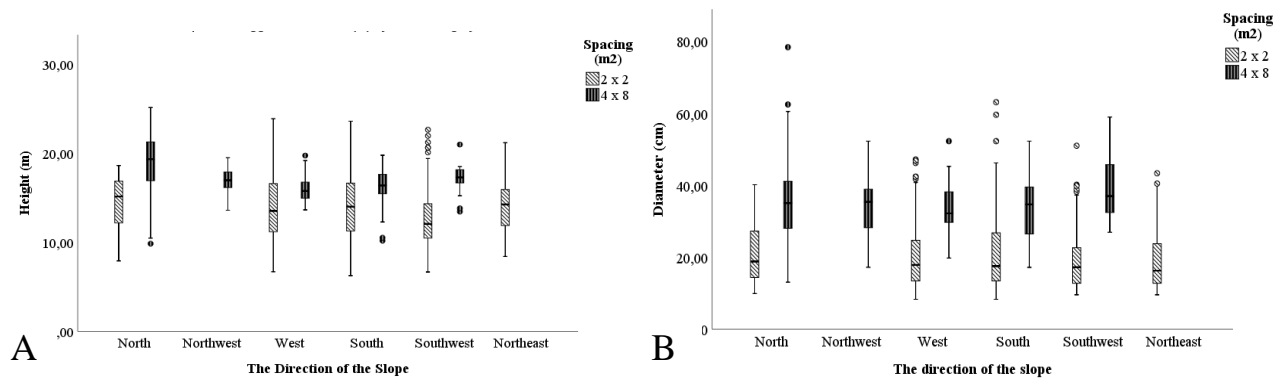 Spacing
(m2)
2 x 2
4 x 8
30,00
20,00
10,00
,00
Height (m)
North Northwest West South Southwest Northeast
The Direction of the Slope
A
Spacing
(m2)
2 x 2
4 x 8
80,00
60,00
40,00
20,00
0
Diameter (cm)
North Northwest West South Southwest Northeast
The direction of the slope
B